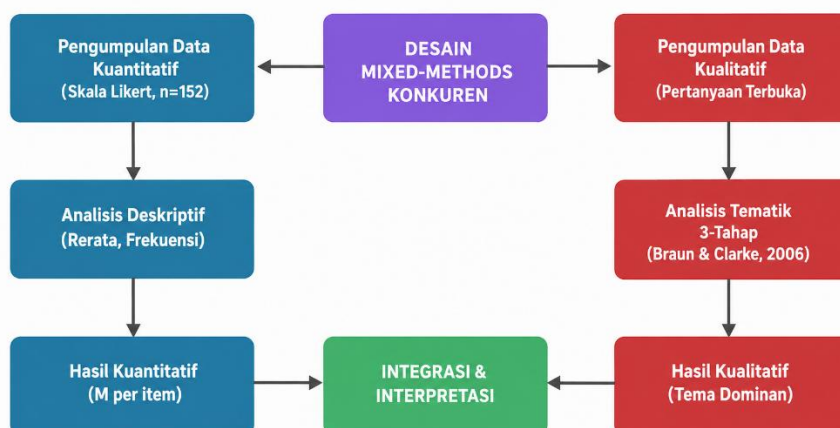 Pengumpulan Data
Kuantitatif
(Skala Likert, n=152)
DESAIN
MIXED-METHODS
KONKUREN
Pengumpulan Data
Kualitatif
(Pertanyaan Terbuka)
Analisis Deskriptif
(Rerata, Frekuensi)
Analisis Tematik
3-Tahap
(Braun & Clarke, 2006)
Hasil Kuantitatif
(M per item)
INTEGRASI &
INTERPRETASI
Hasil Kualitatif
(Tema Dominan)